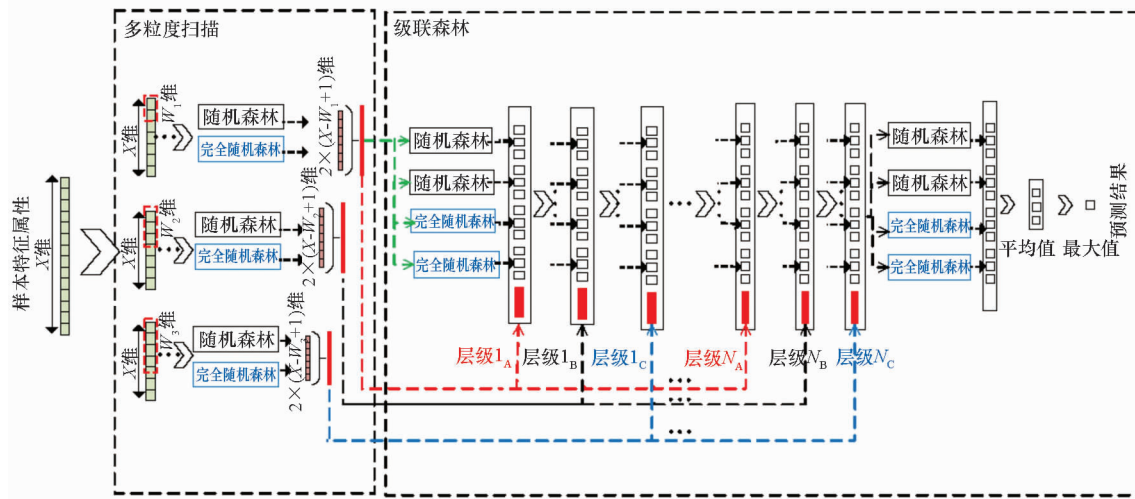 多粒度扫描
级联森林
样本特征属性
X维
X维
W₁维
随机森林
完全随机森林
2×(X-W₁+1)维
X维
W₂维
随机森林
完全随机森林
2×(X-W₂+1)维
X维
W₃维
随机森林
完全随机森林
2×(X-W₃+1)维
随机森林
随机森林
完全随机森林
完全随机森林
...
随机森林
随机森林
完全随机森林
完全随机森林
平均值
最大值
预测结果
层级1_A
层级1_B
层级1_C
层级N_A
层级N_B
层级N_C
...
...
...